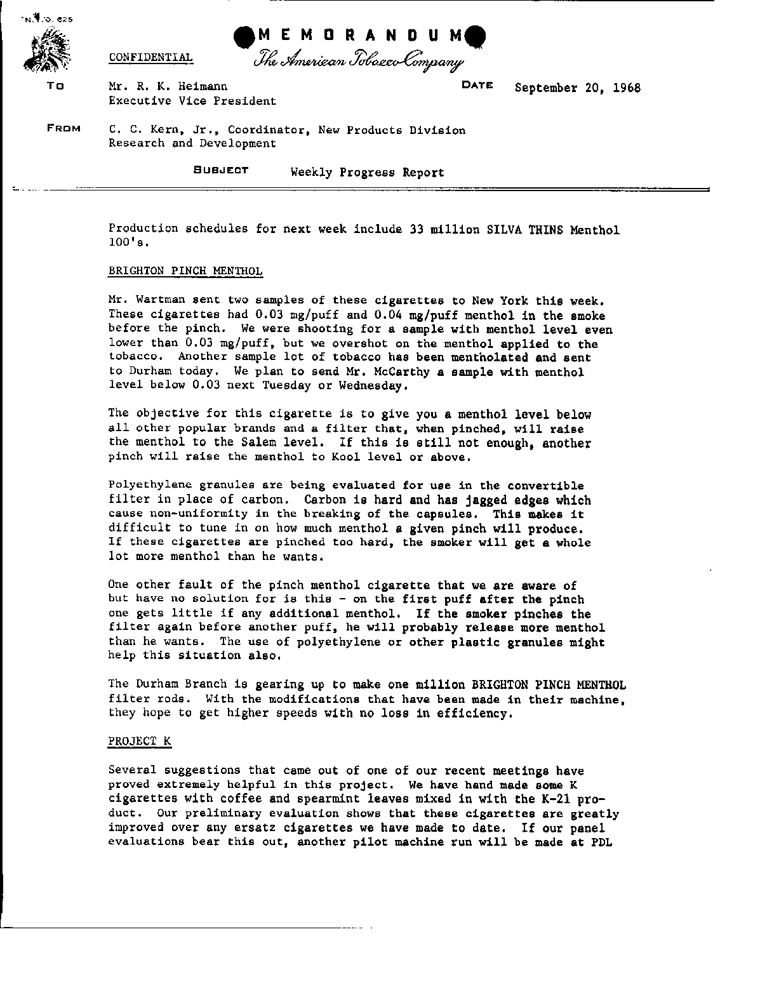 N.Y.O. 625
MEMORANDUM
CONFIDENTIAL The American Tobacco Company
TO Mr. R. K. Heimann DATE September 20, 1968
Executive Vice President
FROM C. C. Kern, Jr., Coordinator, New Products Division
Research and Development
SUBJECT Weekly Progress Report
Production schedules for next week include 33 million SILVA THINS Menthol
100's.
BRIGHTON PINCH MENTHOL
Mr. Wartman sent two samples of these cigarettes to New York this week.
These cigarettes had 0.03 mg/puff and 0.04 mg/puff menthol in the smoke
before the pinch. We were shooting for a sample with menthol level even
lower than 0.03 mg/puff, but we overshot on the menthol applied to the
tobacco. Another sample lot of tobacco has been mentholated and sent
to Durham today. We plan to send Mr. McCarthy a sample with menthol
level below 0.03 next Tuesday or Wednesday.
The objective for this cigarette is to give you a menthol level below
all other popular brands and a filter that, when pinched, will raise
the menthol to the Salem level. If this is still not enough, another
pinch will raise the menthol to Kool level or above.
Polyethylene granules are being evaluated for use in the convertible
filter in place of carbon. Carbon is hard and has jagged edges which
cause non-uniformity in the breaking of the capsules. This makes it
difficult to tune in on how much menthol a given pinch will produce.
If these cigarettes are pinched too hard, the smoker will get a whole
lot more menthol than he wants.
One other fault of the pinch menthol cigarette that we are aware of
but have no solution for is this - on the first puff after the pinch
one gets little if any additional menthol. If the smoker pinches the
filter again before another puff, he will probably release more menthol
than he wants. The use of polyethylene or other plastic granules might
help this situation also.
The Durham Branch is gearing up to make one million BRIGHTON PINCH MENTHOL
filter rods. With the modifications that have been made in their machine,
they hope to get higher speeds with no loss in efficiency.
PROJECT K
Several suggestions that came out of one of our recent meetings have
proved extremely helpful in this project. We have hand made some K
cigarettes with coffee and spearmint leaves mixed in with the K-21 pro-
duct. Our preliminary evaluation shows that these cigarettes are greatly
improved over any ersatz cigarettes we have made to date. If our panel
evaluations bear this out, another pilot machine run will be made at PDL